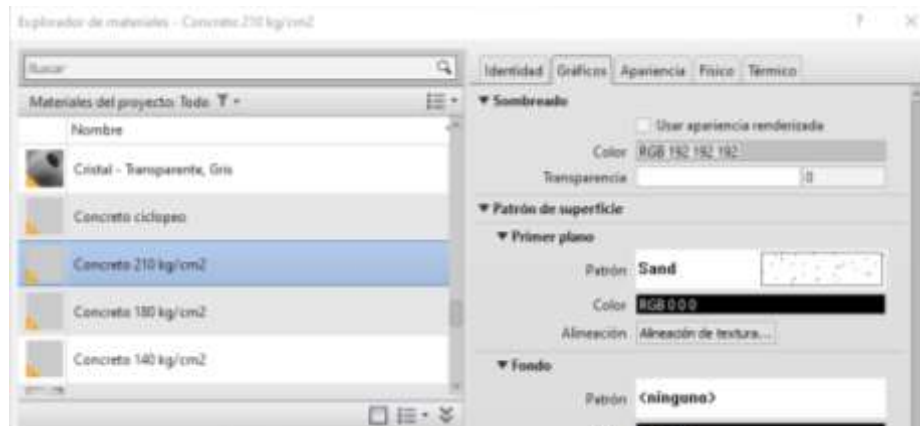 Explorador de materiales - Concreto 210 kg/cm2
? ×
Buscar
Materiales del proyecto: Todo
Nombre
Cristal - Transparente, Gris
Concreto ciclopeo
Concreto 210 kg/cm2
Concreto 180 kg/cm2
Concreto 140 kg/cm2
Identidad Gráficos Apariencia Físico Térmico
▼ Sombreado
Usar apariencia renderizada
Color RGB 192 192 192
Transparencia 0
▼ Patrón de superficie
▼ Primer plano
Patrón Sand
Color RGB 0 0 0
Alineación Alineación de textura...
▼ Fondo
Patrón <ninguno>